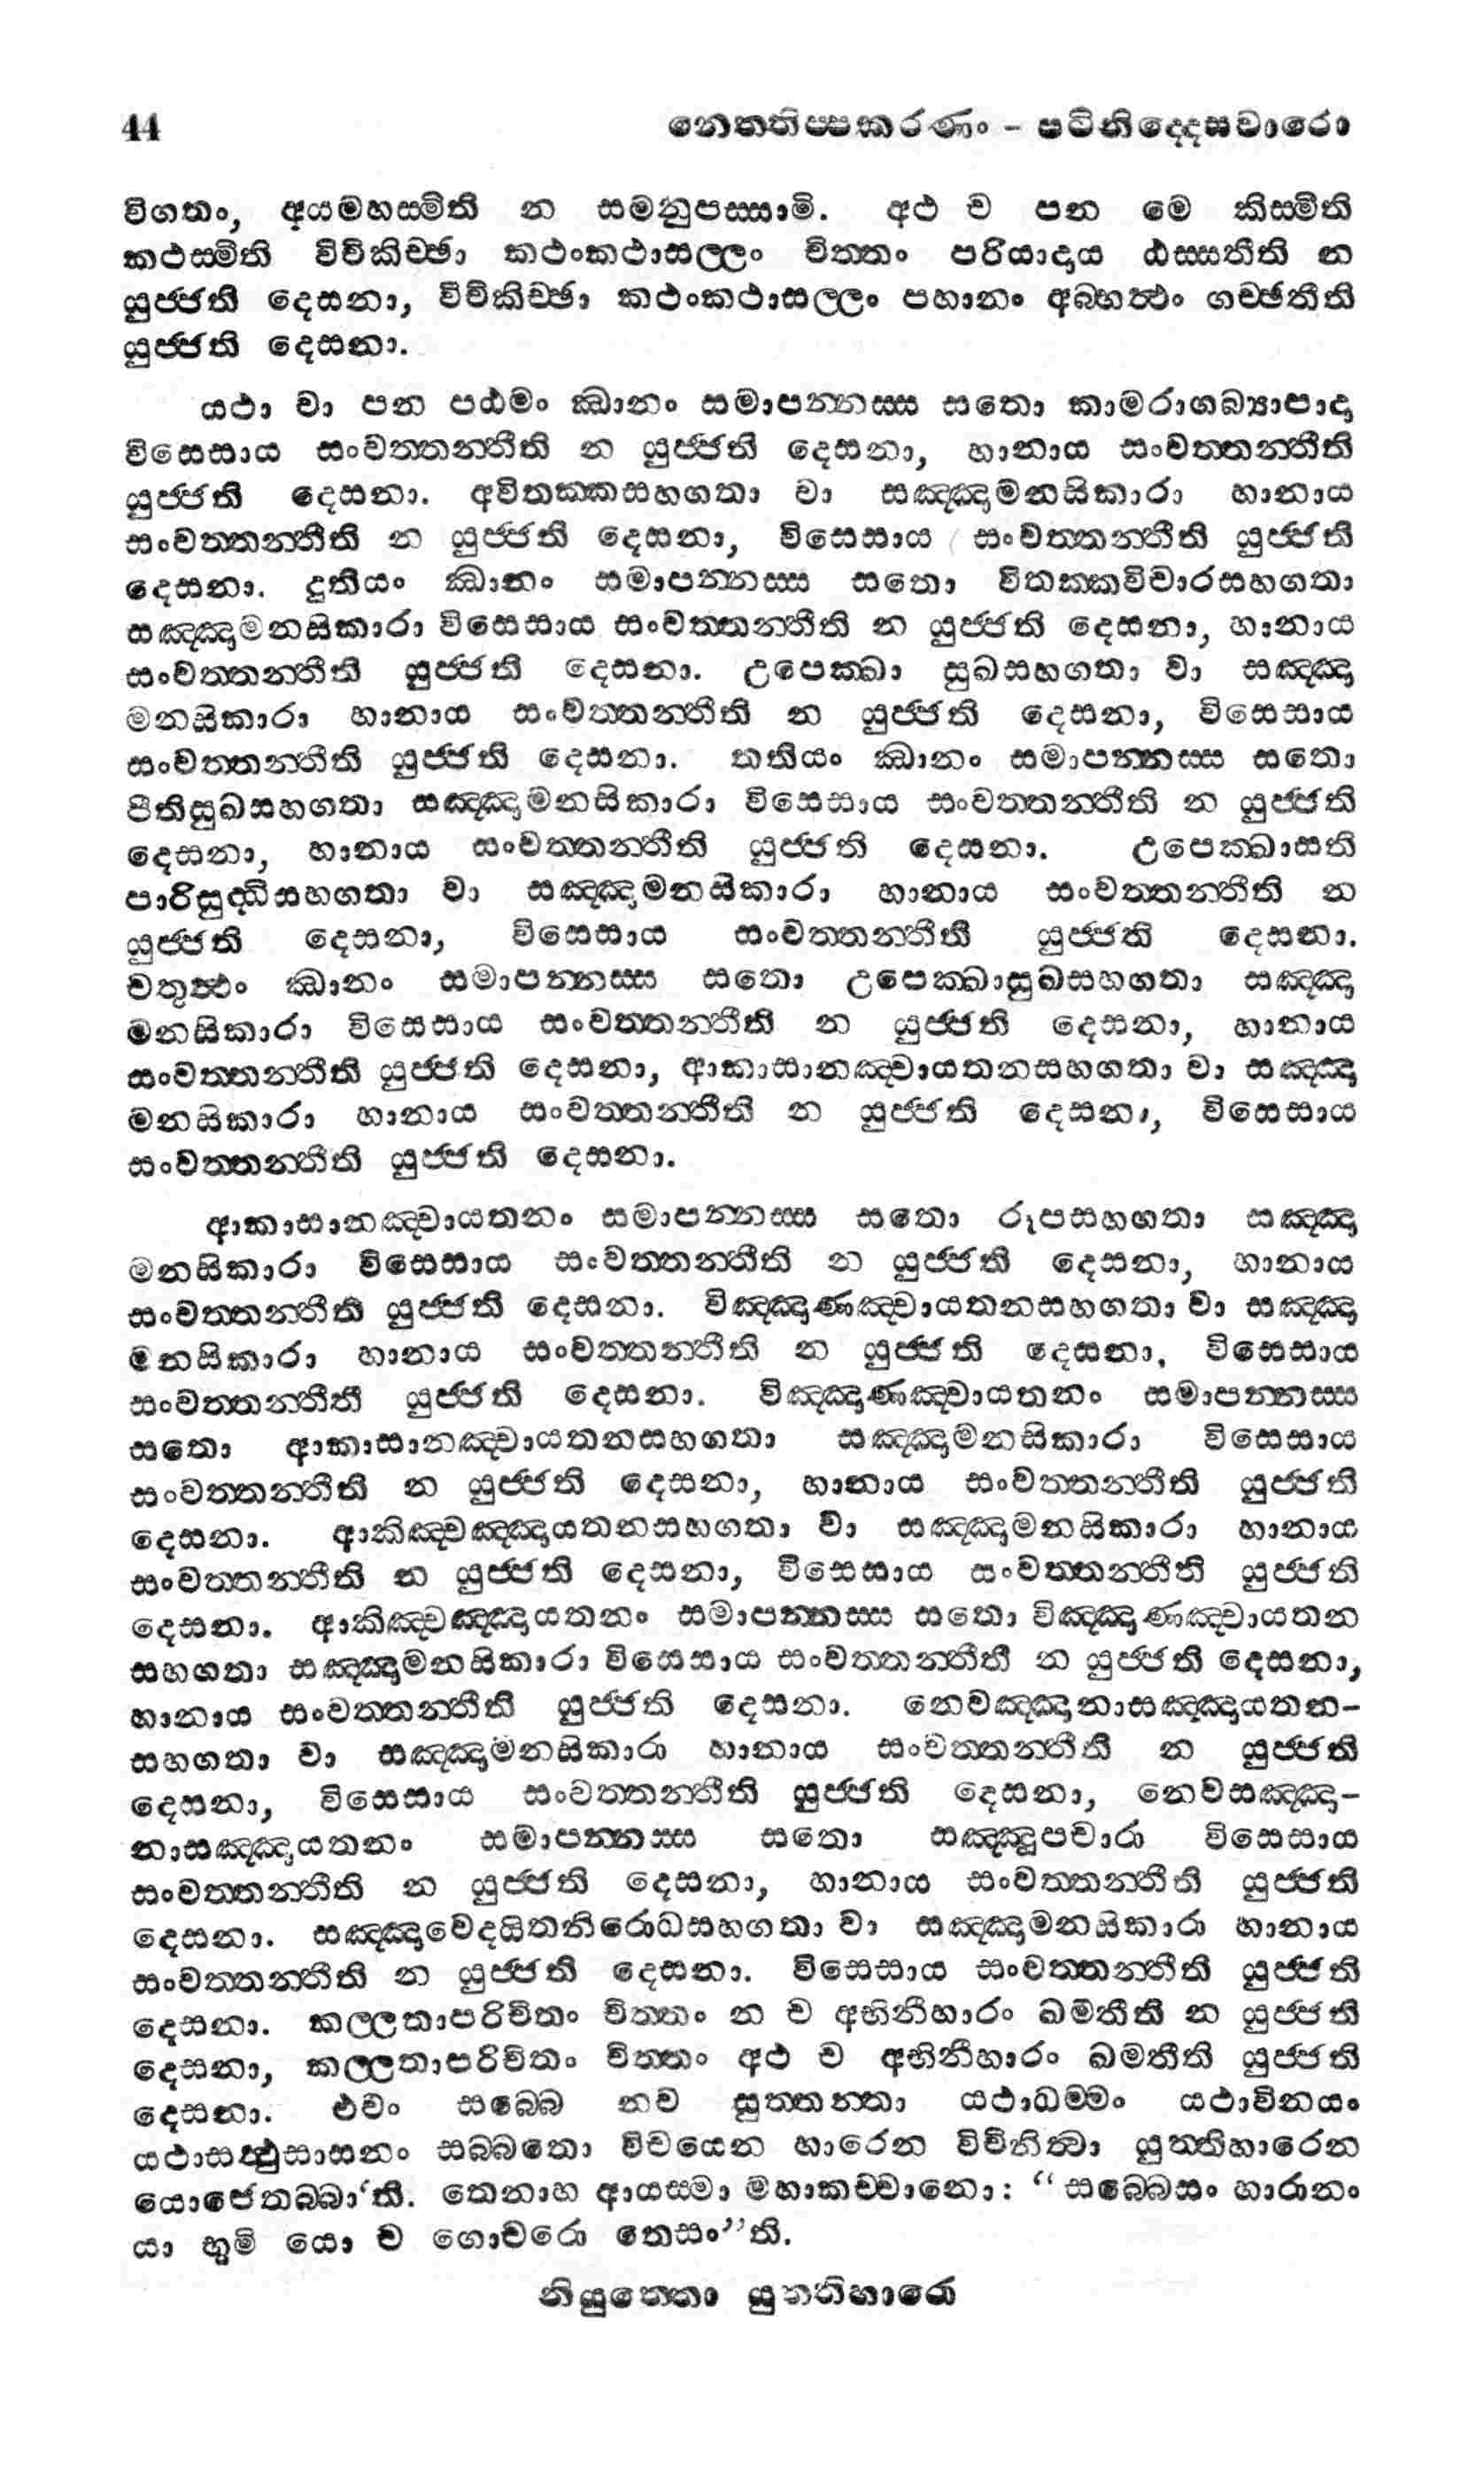 44 නෙත්තිප්පකරණං - පටිනිද්දෙසවාරො
විගතං, අයමහස්මිති න සමනුපස්සාමි. අථ ච පන මෙ කිස්මිති
කථස්මිති විචිකිච්ඡා කථංකථාසල්ලං චිත්තං පරියාදාය ඨස්සතීති න
යුජ්ජති දෙසනා, විචිකිච්ඡා කථංකථාසල්ලං පහානං අබ්භත්ථං ගච්ඡතීති
යුජ්ජති දෙසනා.
යථා වා පන පඨමං ඣානං සමාපන්නස්ස සතො කාමරාගබ්‍යාපාදා
විසෙසාය සංවත්තන්තීති න යුජ්ජති දෙසනා, හානාය සංවත්තන්තීති
යුජ්ජති දෙසනා. අවිතක්කසහගතා වා සඤ්ඤාමනසිකාරා හානාය
සංවත්තන්තීති න යුජ්ජති දෙසනා, විසෙසාය සංවත්තන්තීති යුජ්ජති
දෙසනා. දුතියං ඣානං සමාපන්නස්ස සතො විතක්කවිචාරසහගතා
සඤ්ඤාමනසිකාරා විසෙසාය සංවත්තන්තීති න යුජ්ජති දෙසනා, හානාය
සංවත්තන්තීති යුජ්ජති දෙසනා. උපෙක්ඛා සුඛසහගතා වා සඤ්ඤා
මනසිකාරා හානාය සංවත්තන්තීති න යුජ්ජති දෙසනා, විසෙසාය
සංවත්තන්තීති යුජ්ජති දෙසනා. තතියං ඣානං සමාපන්නස්ස සතො
පීතිසුඛසහගතා සඤ්ඤාමනසිකාරා විසෙසාය සංවත්තන්තීති න යුජ්ජති
දෙසනා, හානාය සංවත්තන්තීති යුජ්ජති දෙසනා. උපෙක්ඛාසති
පාරිසුද්ධිසහගතා වා සඤ්ඤාමනසිකාරා හානාය සංවත්තන්තීති න
යුජ්ජති දෙසනා, විසෙසාය සංවත්තන්තීති යුජ්ජති දෙසනා.
චතුත්ථං ඣානං සමාපන්නස්ස සතො උපෙක්ඛාසුඛසහගතා සඤ්ඤා
මනසිකාරා විසෙසාය සංවත්තන්තීති න යුජ්ජති දෙසනා, හානාය
සංවත්තන්තීති යුජ්ජති දෙසනා, ආකාසානඤ්චායතනසහගතා වා සඤ්ඤා
මනසිකාරා හානාය සංවත්තන්තීති න යුජ්ජති දෙසනා, විසෙසාය
සංවත්තන්තීති යුජ්ජති දෙසනා.
ආකාසානඤ්චායතනං සමාපන්නස්ස සතො රූපසහගතා සඤ්ඤා
මනසිකාරා විසෙසාය සංවත්තන්තීති න යුජ්ජති දෙසනා, හානාය
සංවත්තන්තීති යුජ්ජති දෙසනා. විඤ්ඤාණඤ්චායතනසහගතා වා සඤ්ඤා
මනසිකාරා හානාය සංවත්තන්තීති න යුජ්ජති දෙසනා, විසෙසාය
සංවත්තන්තීති යුජ්ජති දෙසනා. විඤ්ඤාණඤ්චායතනං සමාපන්නස්ස
සතො ආකාසානඤ්චායතනසහගතා සඤ්ඤාමනසිකාරා විසෙසාය
සංවත්තන්තීති න යුජ්ජති දෙසනා, හානාය සංවත්තන්තීති යුජ්ජති
දෙසනා. ආකිඤ්චඤ්ඤායතනසහගතා වා සඤ්ඤාමනසිකාරා හානාය
සංවත්තන්තීති න යුජ්ජති දෙසනා, විසෙසාය සංවත්තන්තීති යුජ්ජති
දෙසනා. ආකිඤ්චඤ්ඤායතනං සමාපන්නස්ස සතො විඤ්ඤාණඤ්චායතන
සහගතා සඤ්ඤාමනසිකාරා විසෙසාය සංවත්තන්තීති න යුජ්ජති දෙසනා,
හානාය සංවත්තන්තීති යුජ්ජති දෙසනා. නෙවඤ්ඤානාසඤ්ඤායතන-
සහගතා වා සඤ්ඤාමනසිකාරා හානාය සංවත්තන්තීති න යුජ්ජති
දෙසනා, විසෙසාය සංවත්තන්තීති යුජ්ජති දෙසනා, නෙවසඤ්ඤා-
නාසඤ්ඤායතනං සමාපන්නස්ස සතො සඤ්ඤූපචාරා විසෙසාය
සංවත්තන්තීති න යුජ්ජති දෙසනා, හානාය සංවත්තන්තීති යුජ්ජති
දෙසනා. සඤ්ඤාවෙදයිතනිරොධසහගතා වා සඤ්ඤාමනසිකාරා හානාය
සංවත්තන්තීති න යුජ්ජති දෙසනා. විසෙසාය සංවත්තන්තීති යුජ්ජති
දෙසනා. කල්ලතාපරිචිතං චිත්තං න ච අභිනීහාරං ඛමතීති න යුජ්ජති
දෙසනා, කල්ලතාපරිචිතං චිත්තං අථ ච අභිනීහාරං ඛමතීති යුජ්ජති
දෙසනා. එවං සබ්බෙ නව සුත්තන්තා යථාධම්මං යථාවිනයං
යථාසත්ථුසාසනං සබ්බතො විචයෙන හාරෙන විචිනිත්වා යුත්තිහාරෙන
යොජෙතබ්බා‘ති. තෙනාහ ආයස්මා මහාකච්චානො: “සබ්බෙසං හාරානං
යා භූමි යො ච ගොචරො තෙසං”ති.
නියුත්තො යුත්තිහාරො